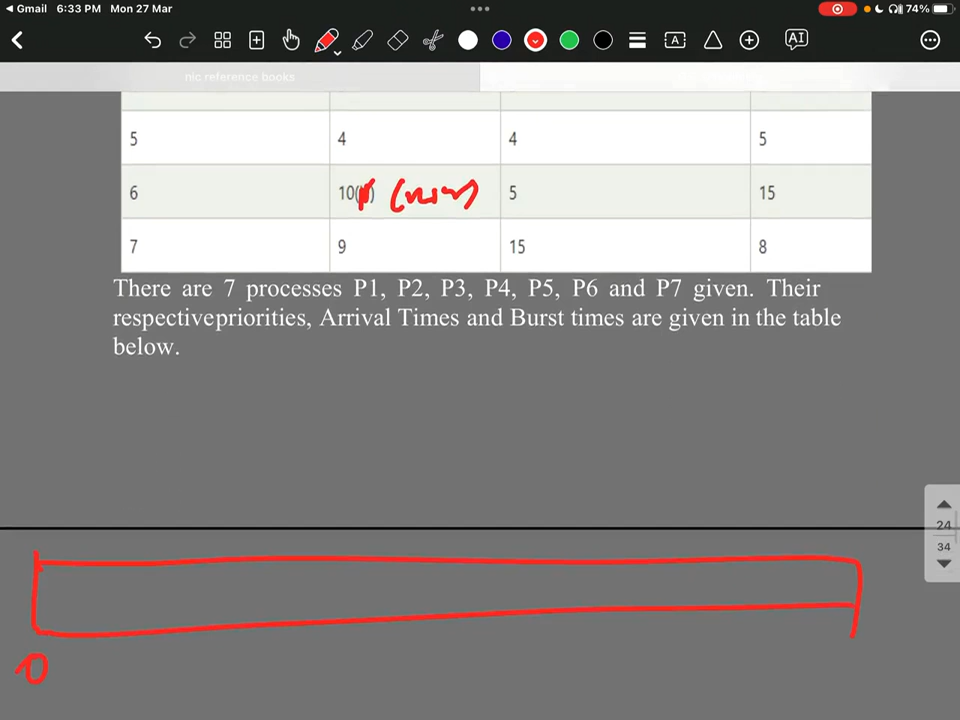 Gmail 6:33 PM Mon 27 Mar 74%
A AI
nic reference books
5 4 4 5
6 10( ) 5 15
7 9 15 8
There are 7 processes P1, P2, P3, P4, P5, P6 and P7 given. Their
respectivepriorities, Arrival Times and Burst times are given in the table
below.
24
34
0